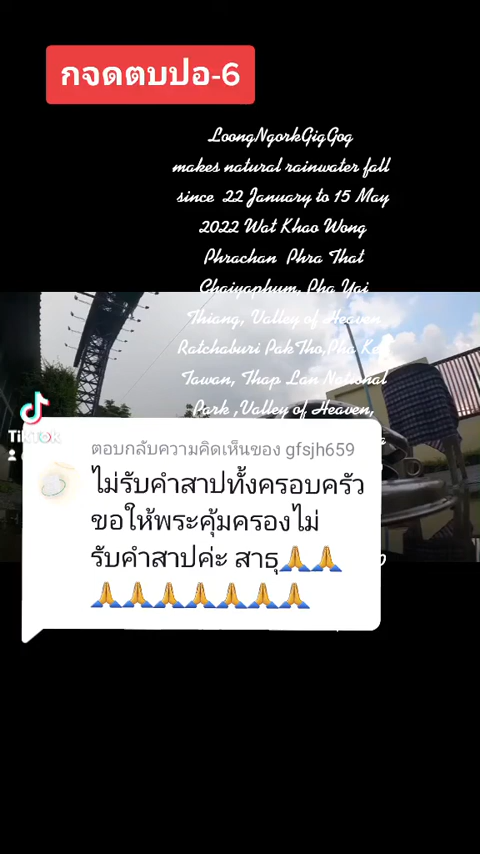 กจดตบปอ-6
LoongNgorkGigGog
makes natural rainwater fall
since 22 January to 15 May
2022 Wat Khao Wong
Phrachan Phra That
Chaiyaphum, Pha Yai
Thiang, Valley of Heaven
Ratchaburi Pak Tho, Pha Ke
Tawan, Thap Lan National
Park ,Valley of Heaven,
TikTok
ตอบกลับความคิดเห็นของ gfsjh659
ไม่รับคำสาปทั้งครอบครัว
ขอให้พระคุ้มครองไม่
รับคำสาปค่ะ สาธุ🙏🙏
🙏🙏🙏🙏🙏🙏🙏